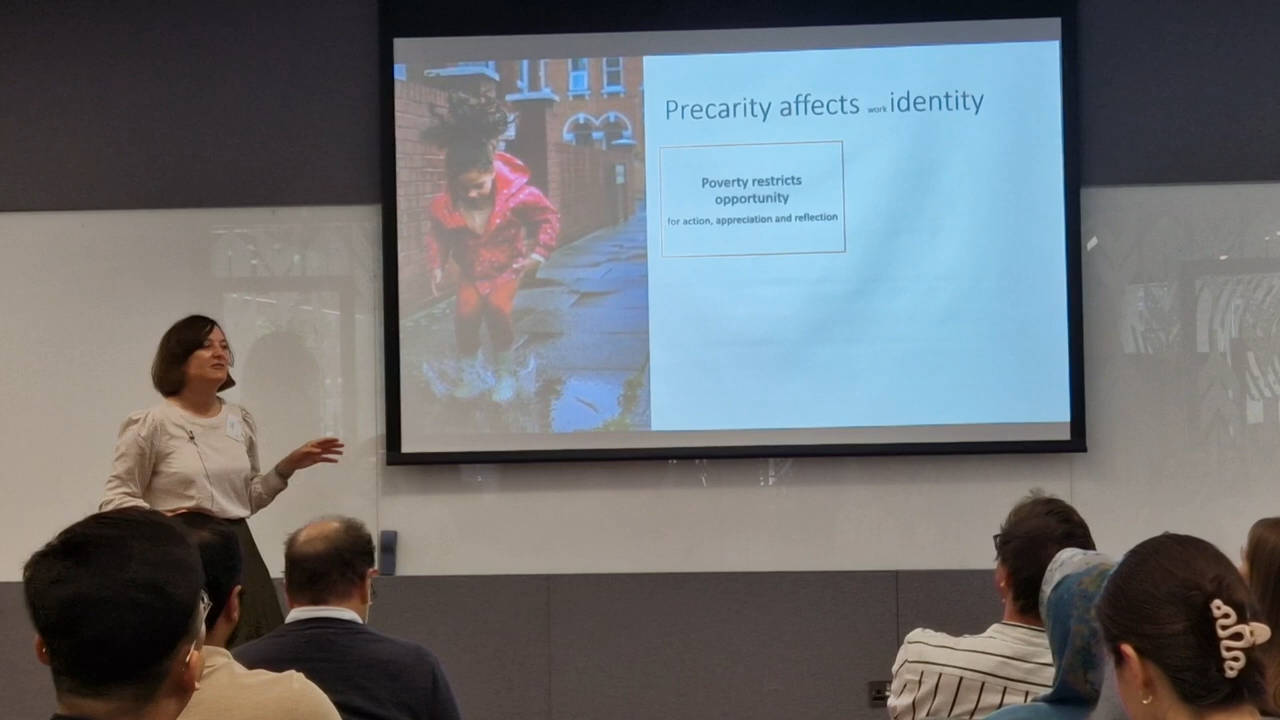 Precarity affects work identity
Poverty restricts
opportunity
for action, appreciation and reflection